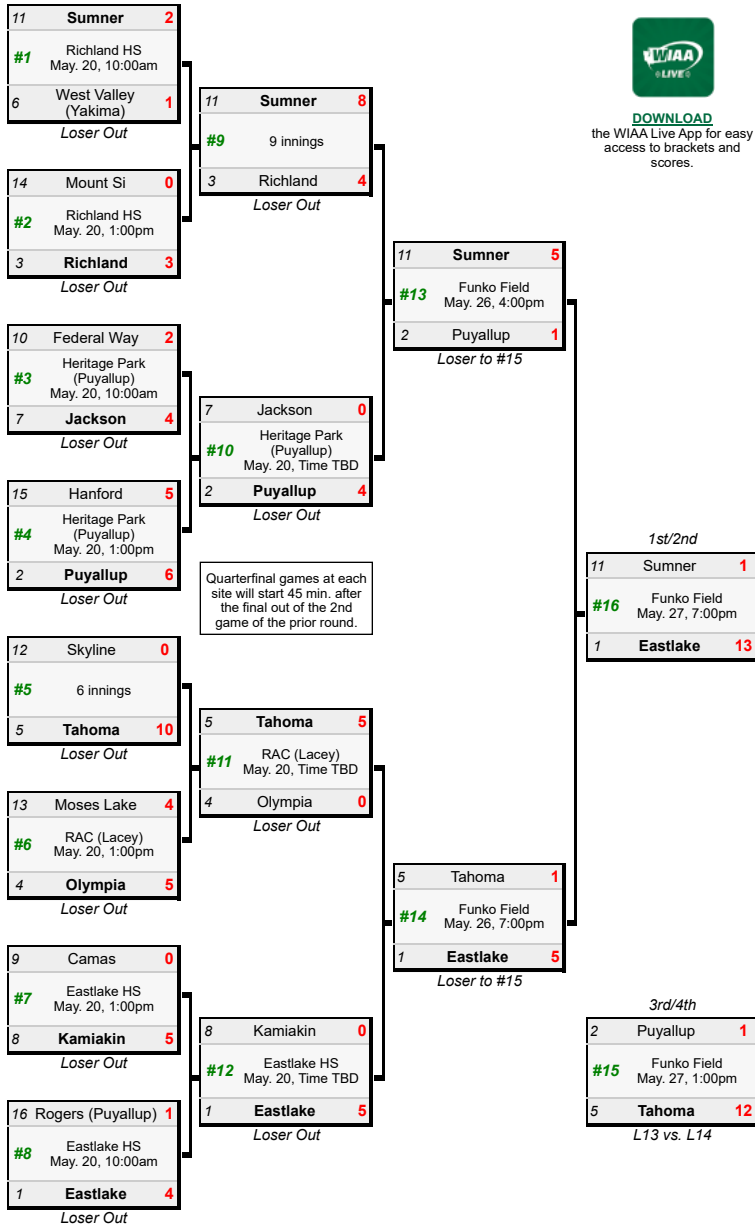 11 Sumner 2
#1 Richland HS
May. 20, 10:00am
6 West Valley
(Yakima) 1
Loser Out
14 Mount Si 0
#2 Richland HS
May. 20, 1:00pm
3 Richland 3
Loser Out
10 Federal Way 2
#3 Heritage Park
(Puyallup)
May. 20, 10:00am
7 Jackson 4
Loser Out
15 Hanford 5
#4 Heritage Park
(Puyallup)
May. 20, 1:00pm
2 Puyallup 6
Loser Out
12 Skyline 0
#5 6 innings
5 Tahoma 10
Loser Out
13 Moses Lake 4
#6 RAC (Lacey)
May. 20, 1:00pm
4 Olympia 5
Loser Out
9 Camas 0
#7 Eastlake HS
May. 20, 1:00pm
8 Kamiakin 5
Loser Out
16 Rogers (Puyallup) 1
#8 Eastlake HS
May. 20, 10:00am
1 Eastlake 4
Loser Out
11 Sumner 8
#9 9 innings
3 Richland 4
Loser Out
7 Jackson 0
#10 Heritage Park
(Puyallup)
May. 20, Time TBD
2 Puyallup 4
Loser Out
Quarterfinal games at each
site will start 45 min. after
the final out of the 2nd
game of the prior round.
5 Tahoma 5
#11 RAC (Lacey)
May. 20, Time TBD
4 Olympia 0
Loser Out
8 Kamiakin 0
#12 Eastlake HS
May. 20, Time TBD
1 Eastlake 5
Loser Out
11 Sumner 5
#13 Funko Field
May. 26, 4:00pm
2 Puyallup 1
Loser to #15
5 Tahoma 1
#14 Funko Field
May. 26, 7:00pm
1 Eastlake 5
Loser to #15
WIAA
LIVE
DOWNLOAD
the WIAA Live App for easy
access to brackets and
scores.
1st/2nd
11 Sumner 1
#16 Funko Field
May. 27, 7:00pm
1 Eastlake 13
3rd/4th
2 Puyallup 1
#15 Funko Field
May. 27, 1:00pm
5 Tahoma 12
L13 vs. L14